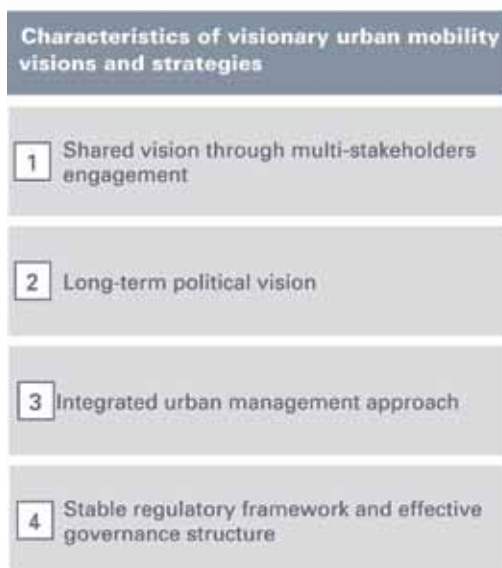 Characteristics of visionary urban mobility
visions and strategies
1
Shared vision through multi-stakeholders
engagement
2
Long-term political vision
3
Integrated urban management approach
4
Stable regulatory framework and effective
governance structure